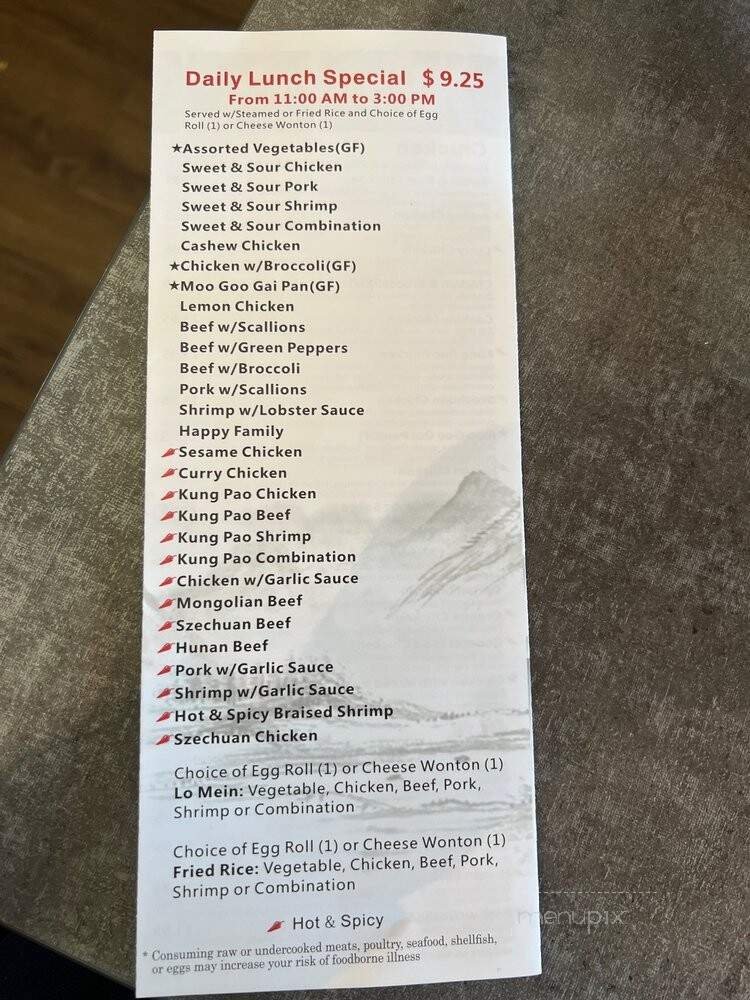 Daily Lunch Special $ 9.25
From 11:00 AM to 3:00 PM
Served w/Steamed or Fried Rice and Choice of Egg
Roll (1) or Cheese Wonton (1)
★Assorted Vegetables(GF)
Sweet & Sour Chicken
Sweet & Sour Pork
Sweet & Sour Shrimp
Sweet & Sour Combination
Cashew Chicken
★Chicken w/Broccoli(GF)
★Moo Goo Gai Pan(GF)
Lemon Chicken
Beef w/Scallions
Beef w/Green Peppers
Beef w/Broccoli
Pork w/Scallions
Shrimp w/Lobster Sauce
Happy Family
Sesame Chicken
Curry Chicken
Kung Pao Chicken
Kung Pao Beef
Kung Pao Shrimp
Kung Pao Combination
Chicken w/Garlic Sauce
Mongolian Beef
Szechuan Beef
Hunan Beef
Pork w/Garlic Sauce
Shrimp w/Garlic Sauce
Hot & Spicy Braised Shrimp
Szechuan Chicken
Choice of Egg Roll (1) or Cheese Wonton (1)
Lo Mein: Vegetable, Chicken, Beef, Pork,
Shrimp or Combination
Choice of Egg Roll (1) or Cheese Wonton (1)
Fried Rice: Vegetable, Chicken, Beef, Pork,
Shrimp or Combination
Hot & Spicy
* Consuming raw or undercooked meats, poultry, seafood, shellfish,
or eggs may increase your risk of foodborne illness
menupix